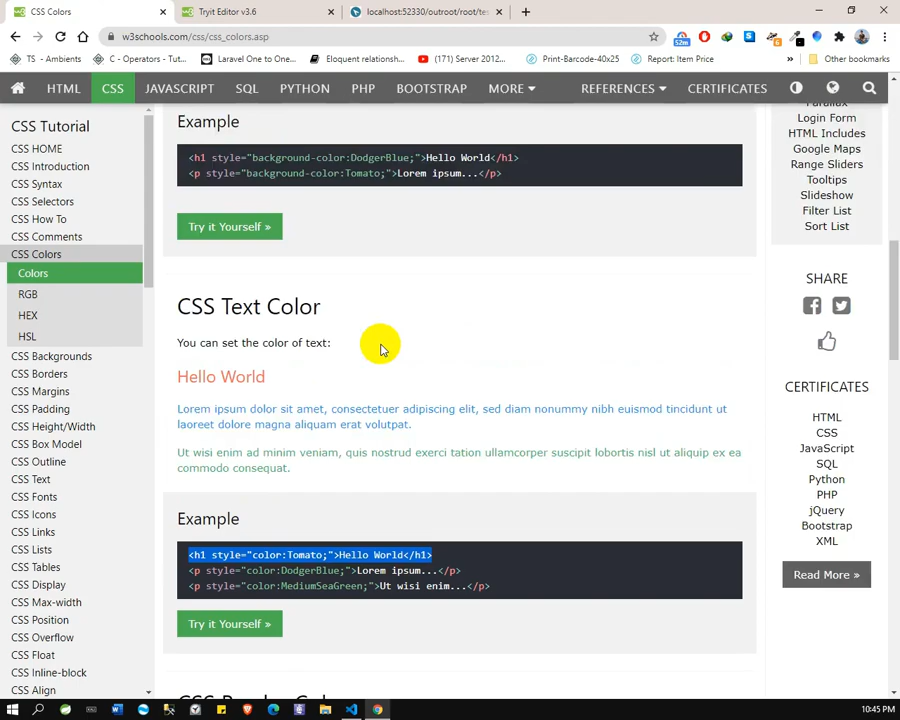 CSS Colors
Tryit Editor v3.6
localhost:52330/outroot/root/tes
w3schools.com/css/css_colors.asp
TS - Ambients
C - Operators - Tut...
Laravel One to One...
Eloquent relationsh...
(171) Server 2012...
Print-Barcode-40x25
Report: Item Price
»
Other bookmarks
HTML
CSS
JAVASCRIPT
SQL
PYTHON
PHP
BOOTSTRAP
MORE
REFERENCES
CERTIFICATES
CSS Tutorial
CSS HOME
CSS Introduction
CSS Syntax
CSS Selectors
CSS How To
CSS Comments
CSS Colors
Colors
RGB
HEX
HSL
CSS Backgrounds
CSS Borders
CSS Margins
CSS Padding
CSS Height/Width
CSS Box Model
CSS Outline
CSS Text
CSS Fonts
CSS Icons
CSS Links
CSS Lists
CSS Tables
CSS Display
CSS Max-width
CSS Position
CSS Overflow
CSS Float
CSS Inline-block
CSS Align
Example
<h1 style="background-color:DodgerBlue;">Hello World</h1>
<p style="background-color:Tomato;">Lorem ipsum...</p>
Try it Yourself »
CSS Text Color
You can set the color of text:
Hello World
Lorem ipsum dolor sit amet, consectetuer adipiscing elit, sed diam nonummy nibh euismod tincidunt ut
laoreet dolore magna aliquam erat volutpat.
Ut wisi enim ad minim veniam, quis nostrud exerci tation ullamcorper suscipit lobortis nisl ut aliquip ex ea
commodo consequat.
Example
<h1 style="color:Tomato;">Hello World</h1>
<p style="color:DodgerBlue;">Lorem ipsum...</p>
<p style="color:MediumSeaGreen;">Ut wisi enim...</p>
Try it Yourself »
CSS Border Color
Parallax
Login Form
HTML Includes
Google Maps
Range Sliders
Tooltips
Slideshow
Filter List
Sort List
SHARE
CERTIFICATES
HTML
CSS
JavaScript
SQL
Python
PHP
jQuery
Bootstrap
XML
Read More »
10:45 PM